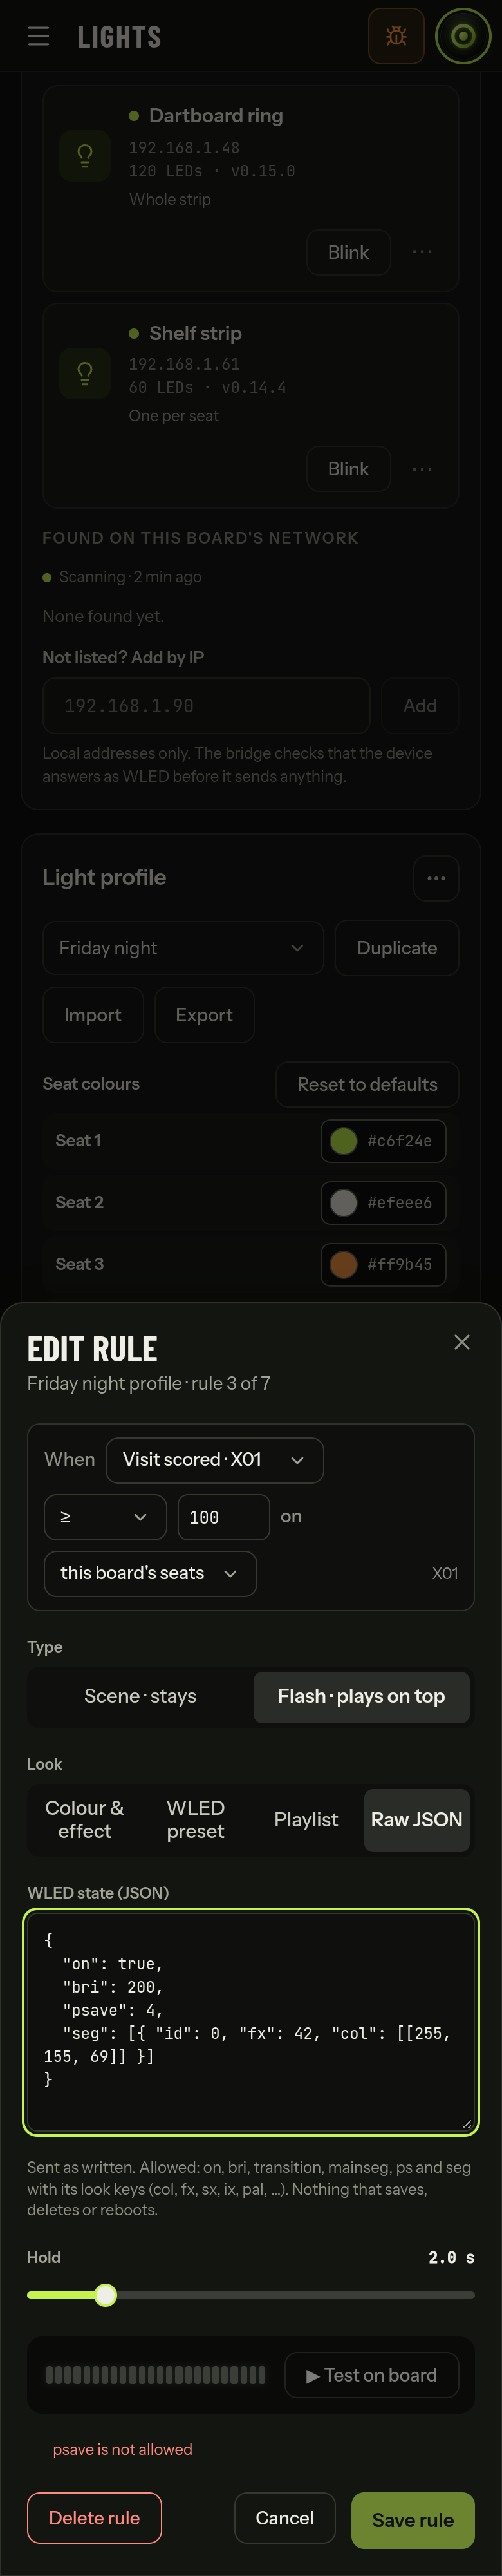 LIGHTS
Dartboard ring
192.168.1.48
120 LEDs · v0.15.0
Whole strip
Blink
···
Shelf strip
192.168.1.61
60 LEDs · v0.14.4
One per seat
Blink
···
FOUND ON THIS BOARD'S NETWORK
Scanning · 2 min ago
None found yet.
Not listed? Add by IP
192.168.1.90
Add
Local addresses only. The bridge checks that the device
answers as WLED before it sends anything.
Light profile
···
Friday night
Duplicate
Import
Export
Seat colours
Reset to defaults
Seat 1
#c6f24e
Seat 2
#efeee6
Seat 3
#ff9b45
EDIT RULE
Friday night profile · rule 3 of 7
When
Visit scored · X01
≥
100
on
this board's seats
X01
Type
Scene · stays
Flash · plays on top
Look
Colour &
effect
WLED
preset
Playlist
Raw JSON
WLED state (JSON)
{
  "on": true,
  "bri": 200,
  "psave": 4,
  "seg": [{ "id": 0, "fx": 42, "col": [[255,
155, 69]] }]
}
Sent as written. Allowed: on, bri, transition, mainseg, ps and seg
with its look keys (col, fx, sx, ix, pal, ...). Nothing that saves,
deletes or reboots.
Hold
2.0 s
▶ Test on board
psave is not allowed
Delete rule
Cancel
Save rule